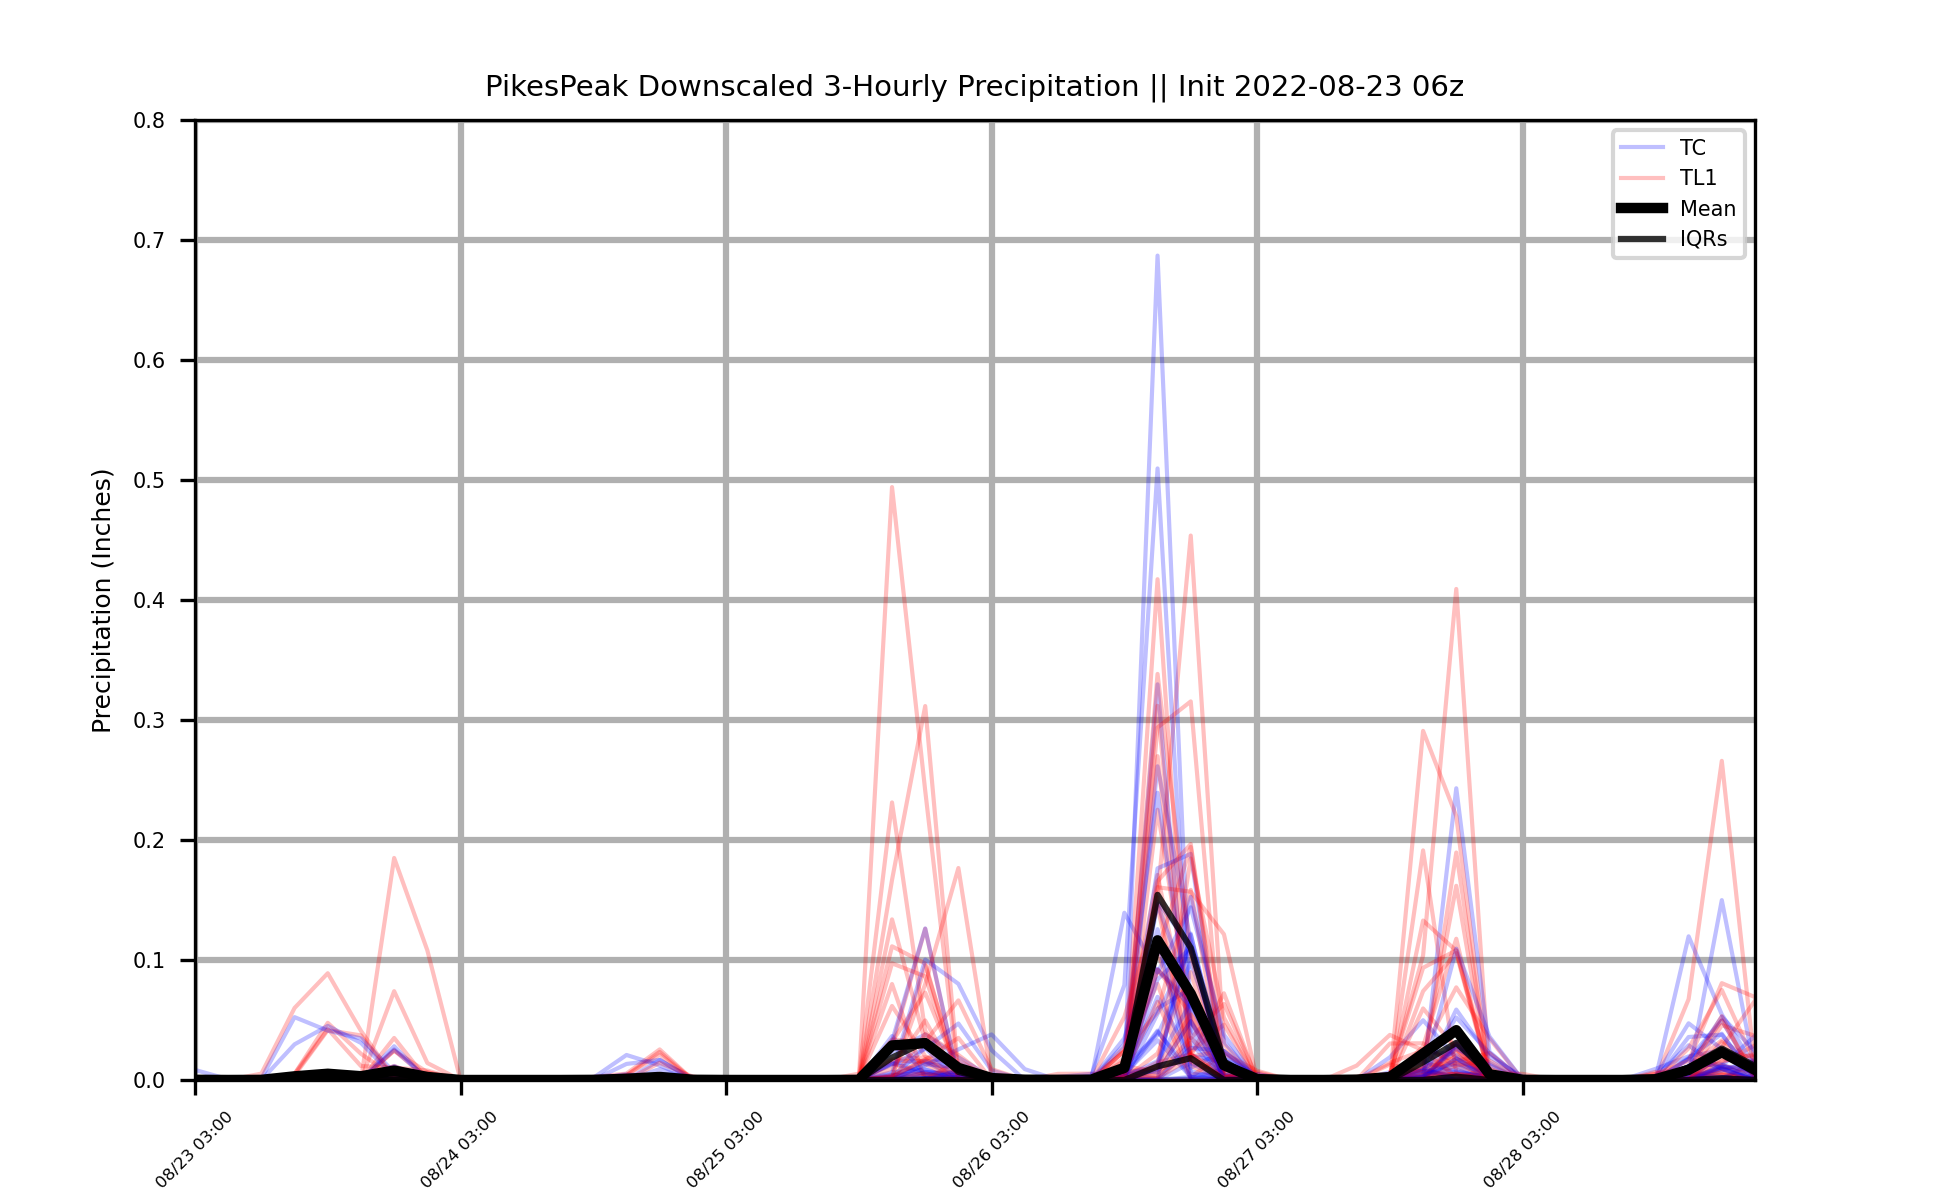 PikesPeak Downscaled 3-Hourly Precipitation || Init 2022-08-23 06z
TC
TL1
Mean
IQRs
Precipitation (Inches)
0.8
0.7
0.6
0.5
0.4
0.3
0.2
0.1
0.0
08/23 03:00
08/24 03:00
08/25 03:00
08/26 03:00
08/27 03:00
08/28 03:00